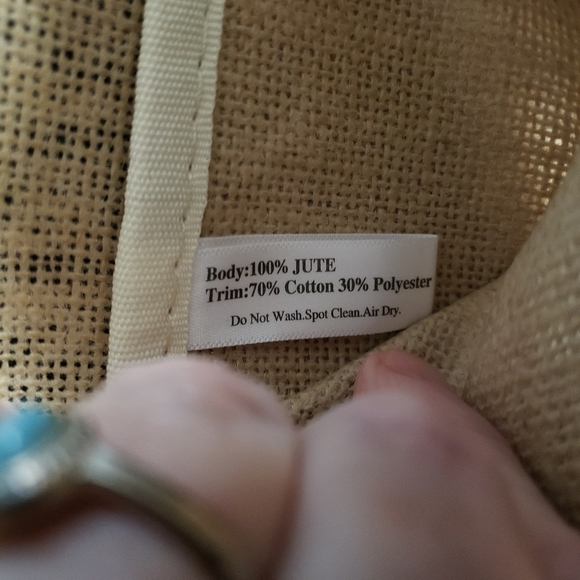 Body:100% JUTE
Trim:70% Cotton 30% Polyester
Do Not Wash.Spot Clean.Air Dry.